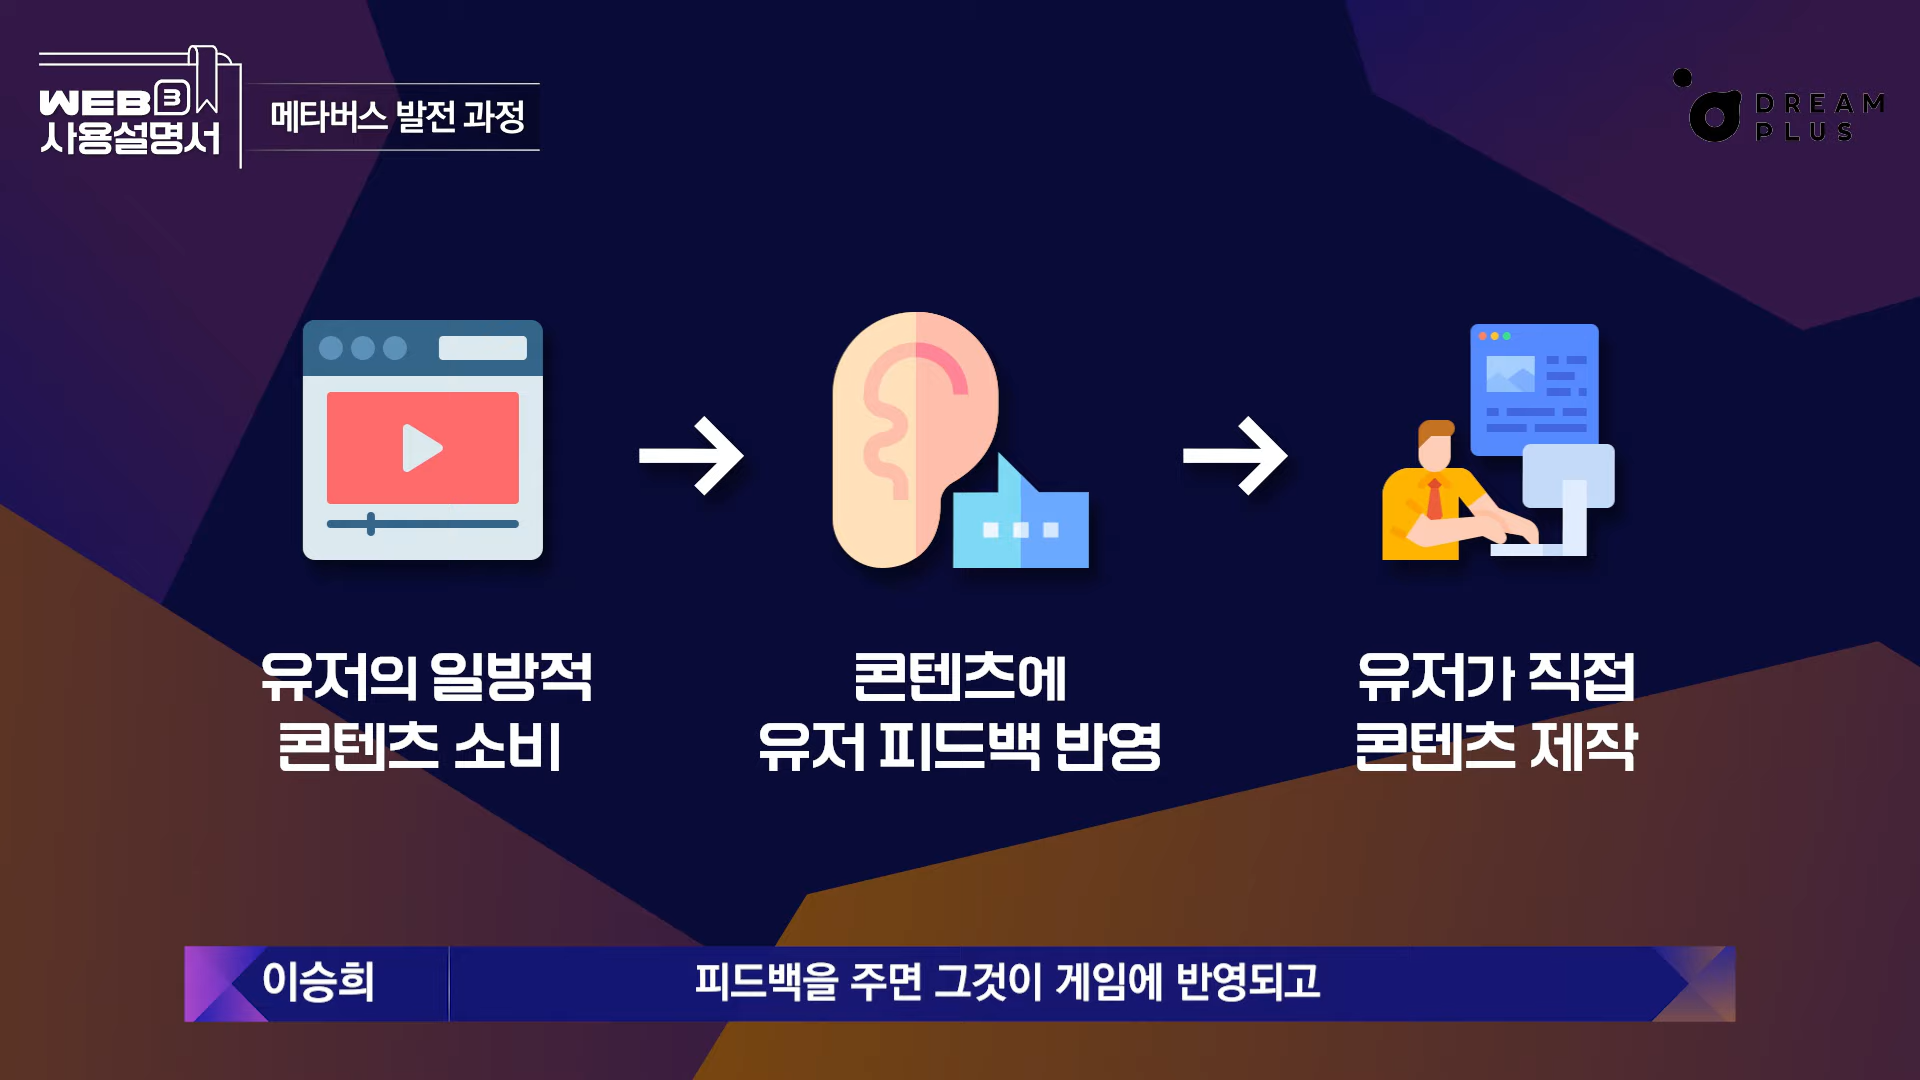 WEB3
사용설명서
메타버스 발전 과정
DREAM
PLUS
유저의 일방적
콘텐츠 소비
콘텐츠에
유저 피드백 반영
유저가 직접
콘텐츠 제작
이승희
피드백을 주면 그것이 게임에 반영되고